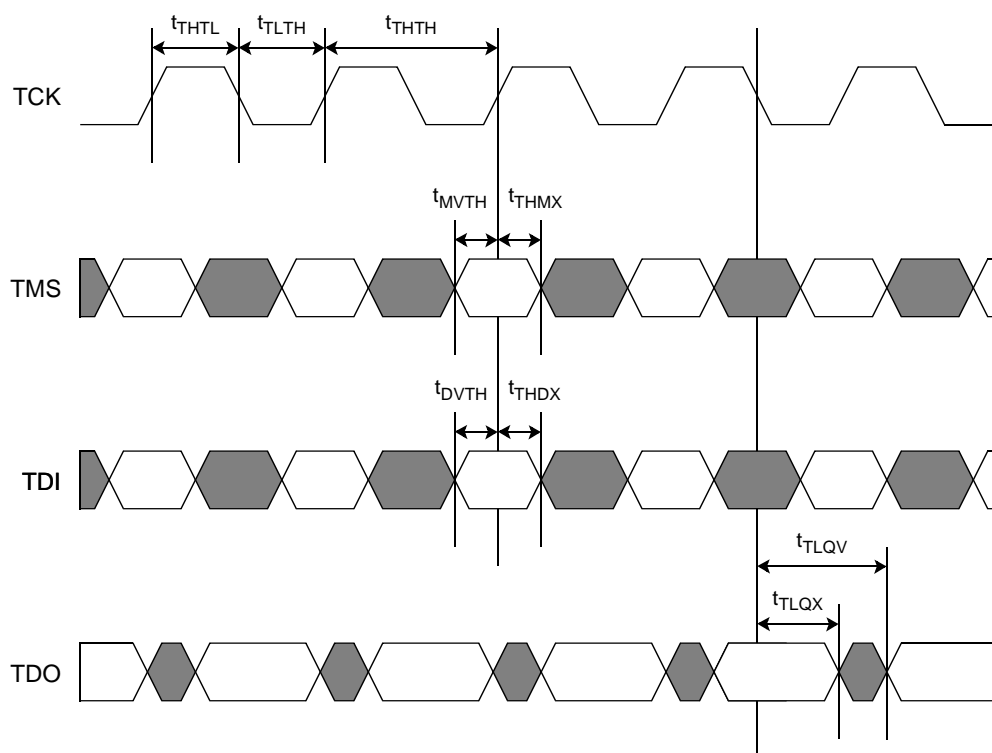 tTHTL tTLTH tTHTH
TCK
tMVTH tTHMX
TMS
tDVTH tTHDX
TDI
tTLQV
tTLQX
TDO